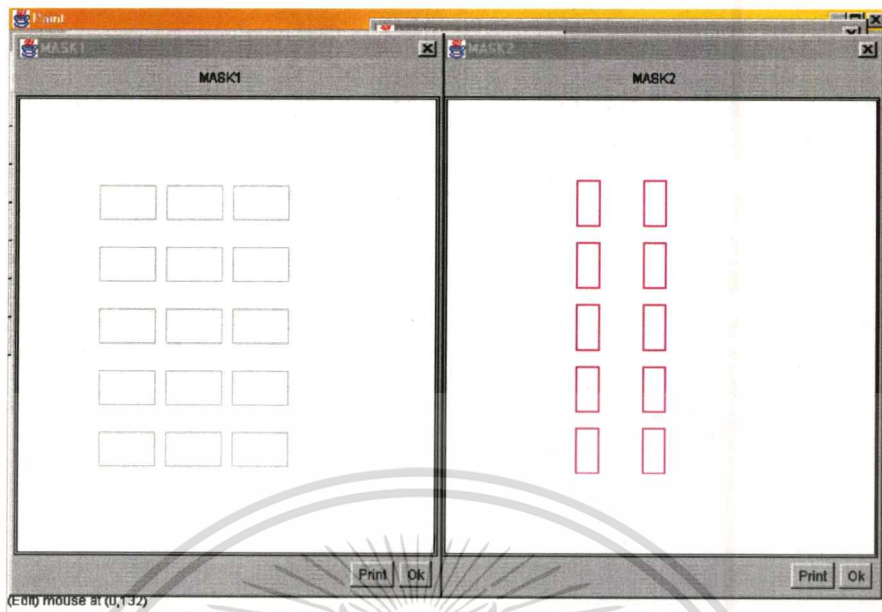 Paint
MASK1
MASK2
MASK1
MASK2
Print Ok
Print Ok
(Edit) mouse at (0,132)